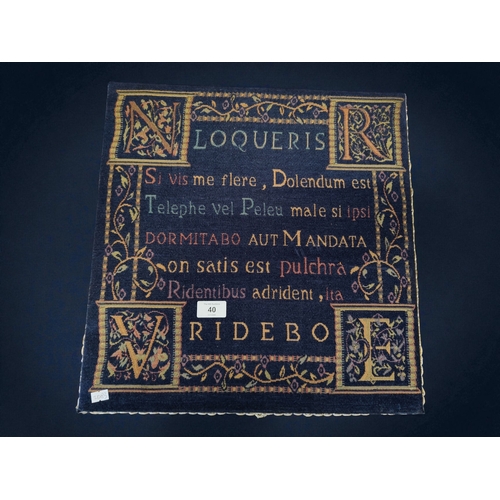 N R
LOQUERIS
Si vis me flere, Dolendum est
Telephe vel Peleu male si ipsi
DORMITABO AUT MANDATA
on satis est pulchra
Ridentibus adrident, ita
40
V RIDEBO E